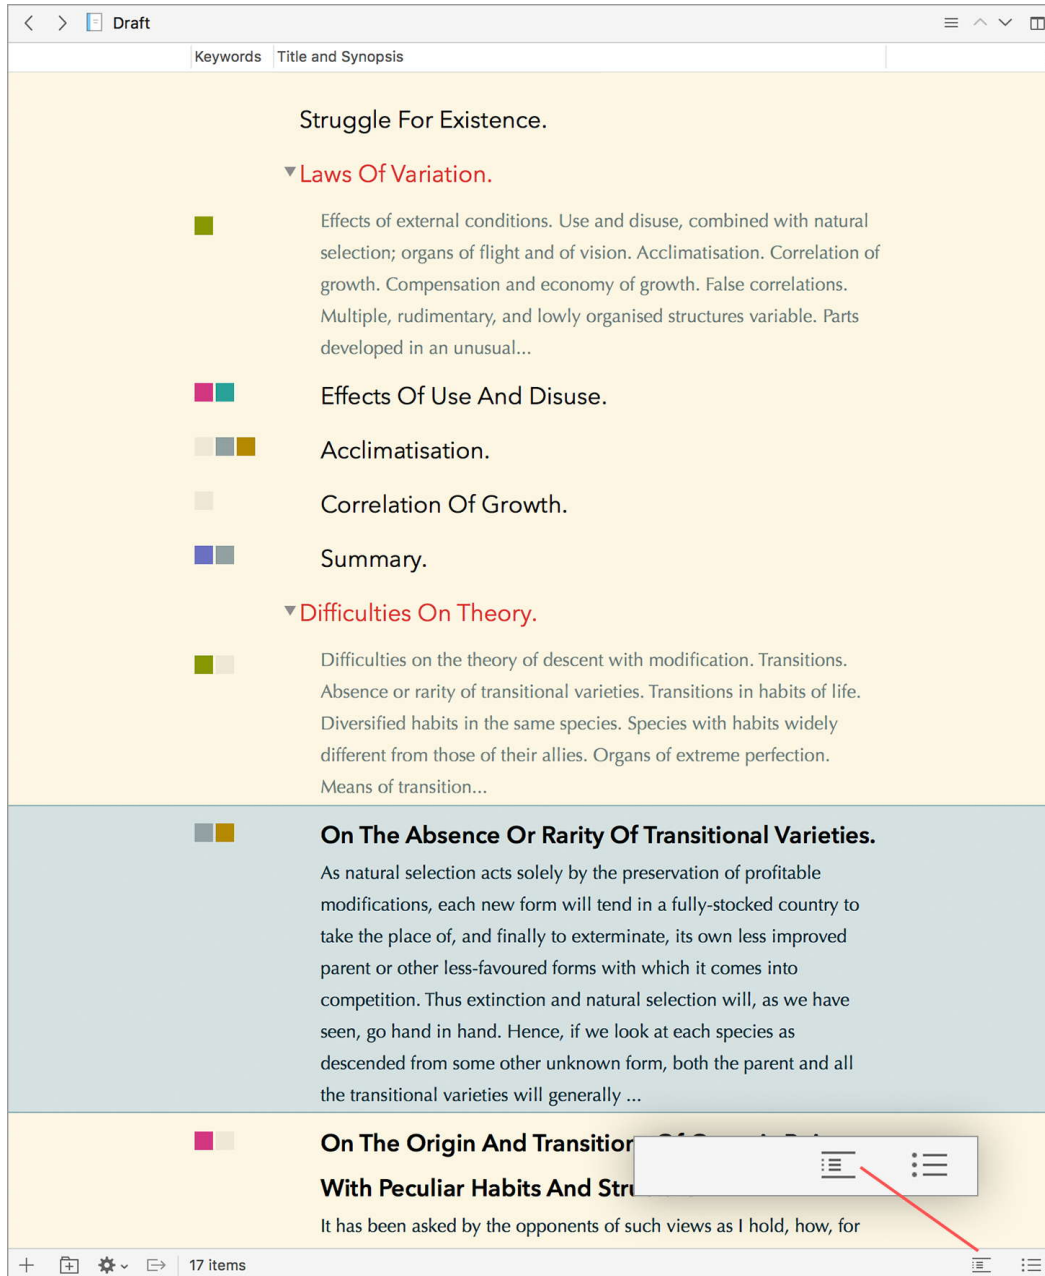 Draft
Keywords
Title and Synopsis
Struggle For Existence.
Laws Of Variation.
Effects of external conditions. Use and disuse, combined with natural
selection; organs of flight and of vision. Acclimatisation. Correlation of
growth. Compensation and economy of growth. False correlations.
Multiple, rudimentary, and lowly organised structures variable. Parts
developed in an unusual...
Effects Of Use And Disuse.
Acclimatisation.
Correlation Of Growth.
Summary.
Difficulties On Theory.
Difficulties on the theory of descent with modification. Transitions.
Absence or rarity of transitional varieties. Transitions in habits of life.
Diversified habits in the same species. Species with habits widely
different from those of their allies. Organs of extreme perfection.
Means of transition...
On The Absence Or Rarity Of Transitional Varieties.
As natural selection acts solely by the preservation of profitable
modifications, each new form will tend in a fully-stocked country to
take the place of, and finally to exterminate, its own less improved
parent or other less-favoured forms with which it comes into
competition. Thus extinction and natural selection will, as we have
seen, go hand in hand. Hence, if we look at each species as
descended from some other unknown form, both the parent and all
the transitional varieties will generally ...
On The Origin And Transition
With Peculiar Habits And
It has been asked by the opponents of such views as I hold, how, for
17 items